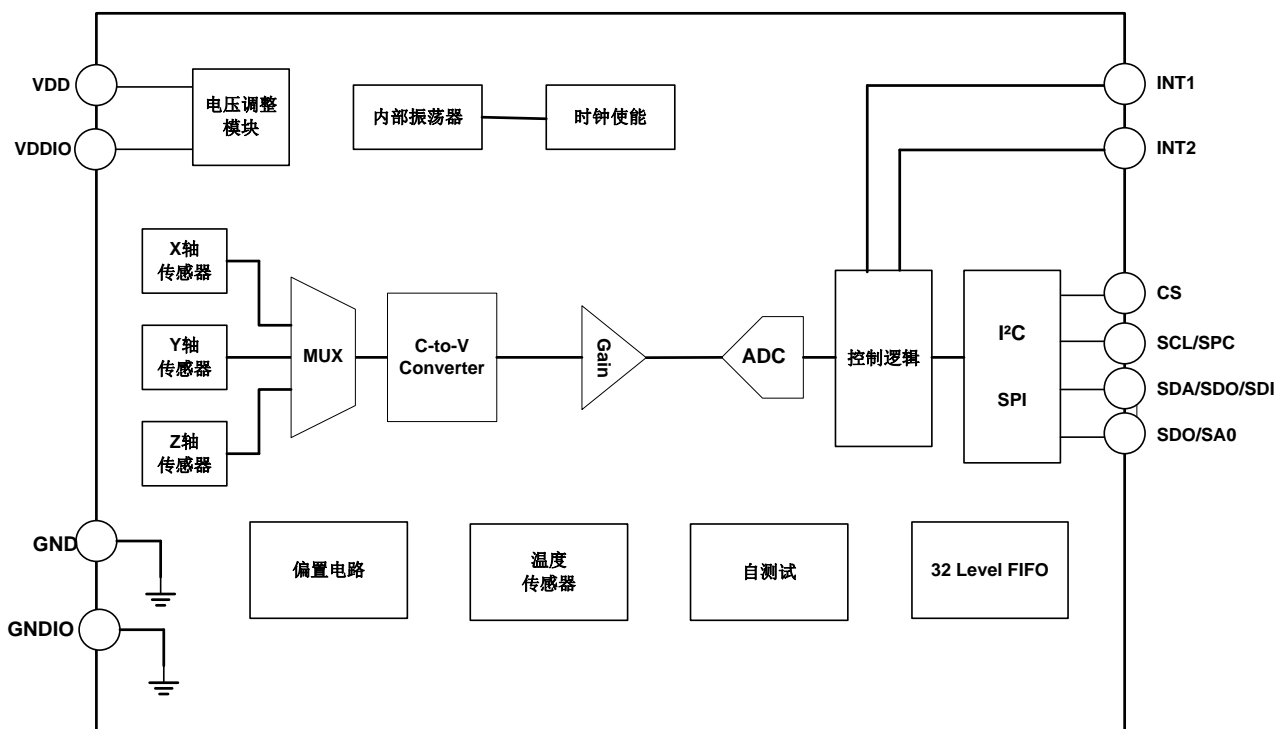 VDD
VDDIO
电压调整
模块
内部振荡器
时钟使能
INT1
INT2
X轴
传感器
Y轴
传感器
Z轴
传感器
MUX
C-to-V
Converter
Gain
ADC
控制逻辑
I²C
SPI
CS
SCL/SPC
SDA/SDO/SDI
SDO/SA0
GND
GNDIO
偏置电路
温度
传感器
自测试
32 Level FIFO